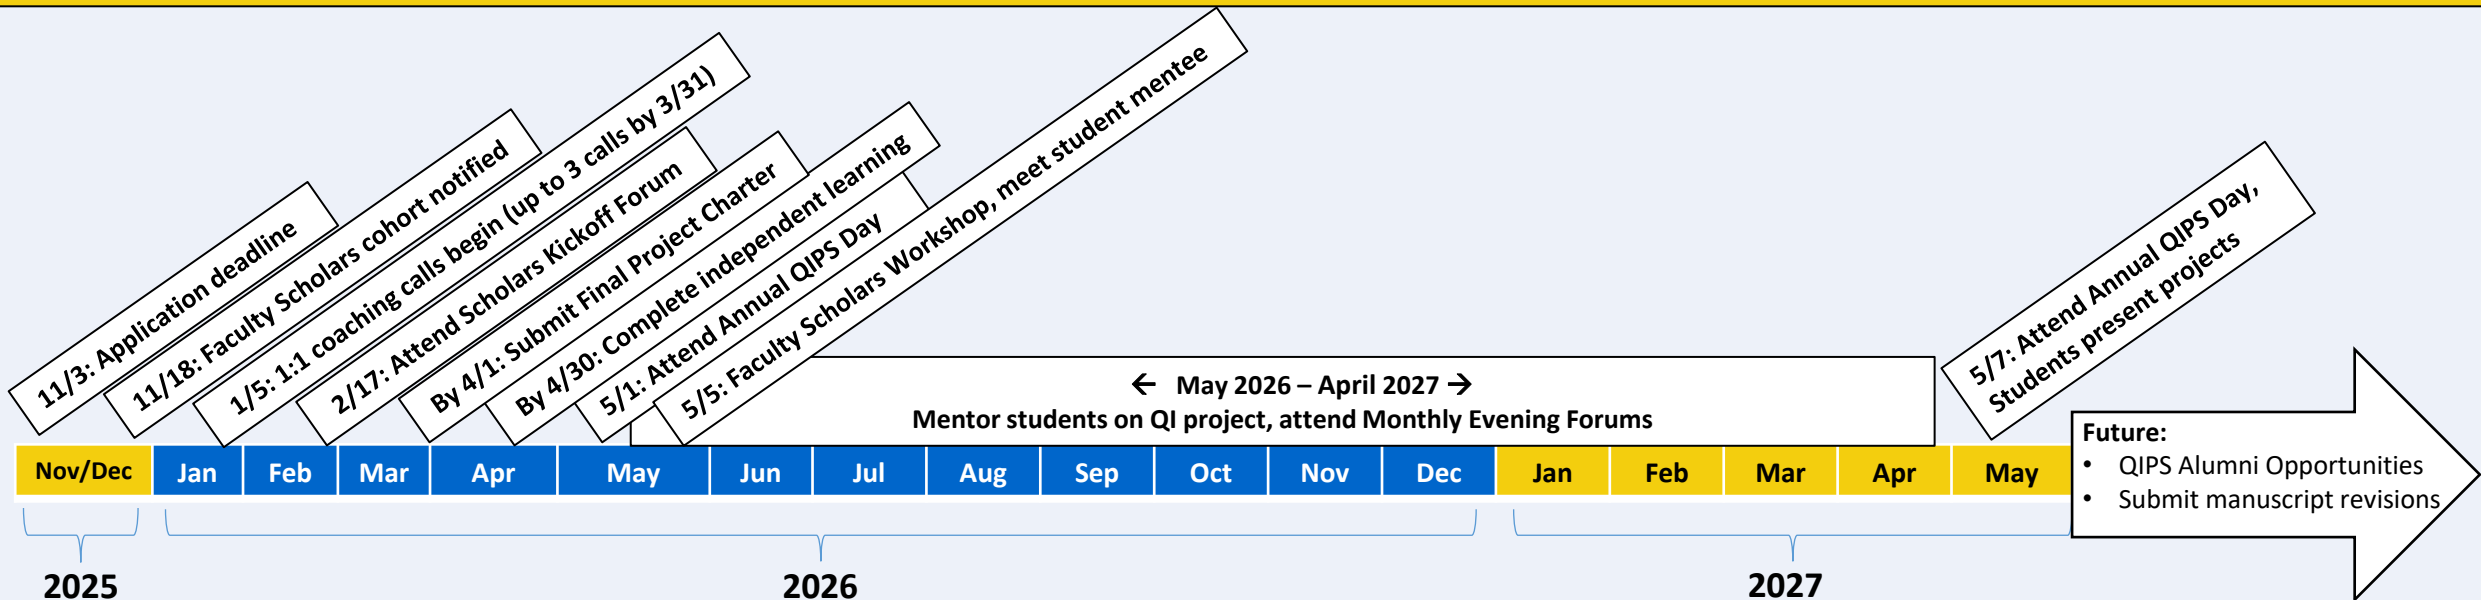 11/3: Application deadline
11/18: Faculty Scholars cohort notified
1/5: 1:1 coaching calls begin (up to 3 calls by 3/31)
2/17: Attend Scholars Kickoff Forum
By 4/1: Submit Final Project Charter
By 4/30: Complete independent learning
5/1: Attend Annual QIPS Day
5/5: Faculty Scholars Workshop, meet student mentee
← May 2026 – April 2027 →
Mentor students on QI project, attend Monthly Evening Forums
5/7: Attend Annual QIPS Day,
Students present projects
Nov/Dec Jan Feb Mar Apr May Jun Jul Aug Sep Oct Nov Dec Jan Feb Mar Apr May
Future:
• QIPS Alumni Opportunities
• Submit manuscript revisions
2025 2026 2027